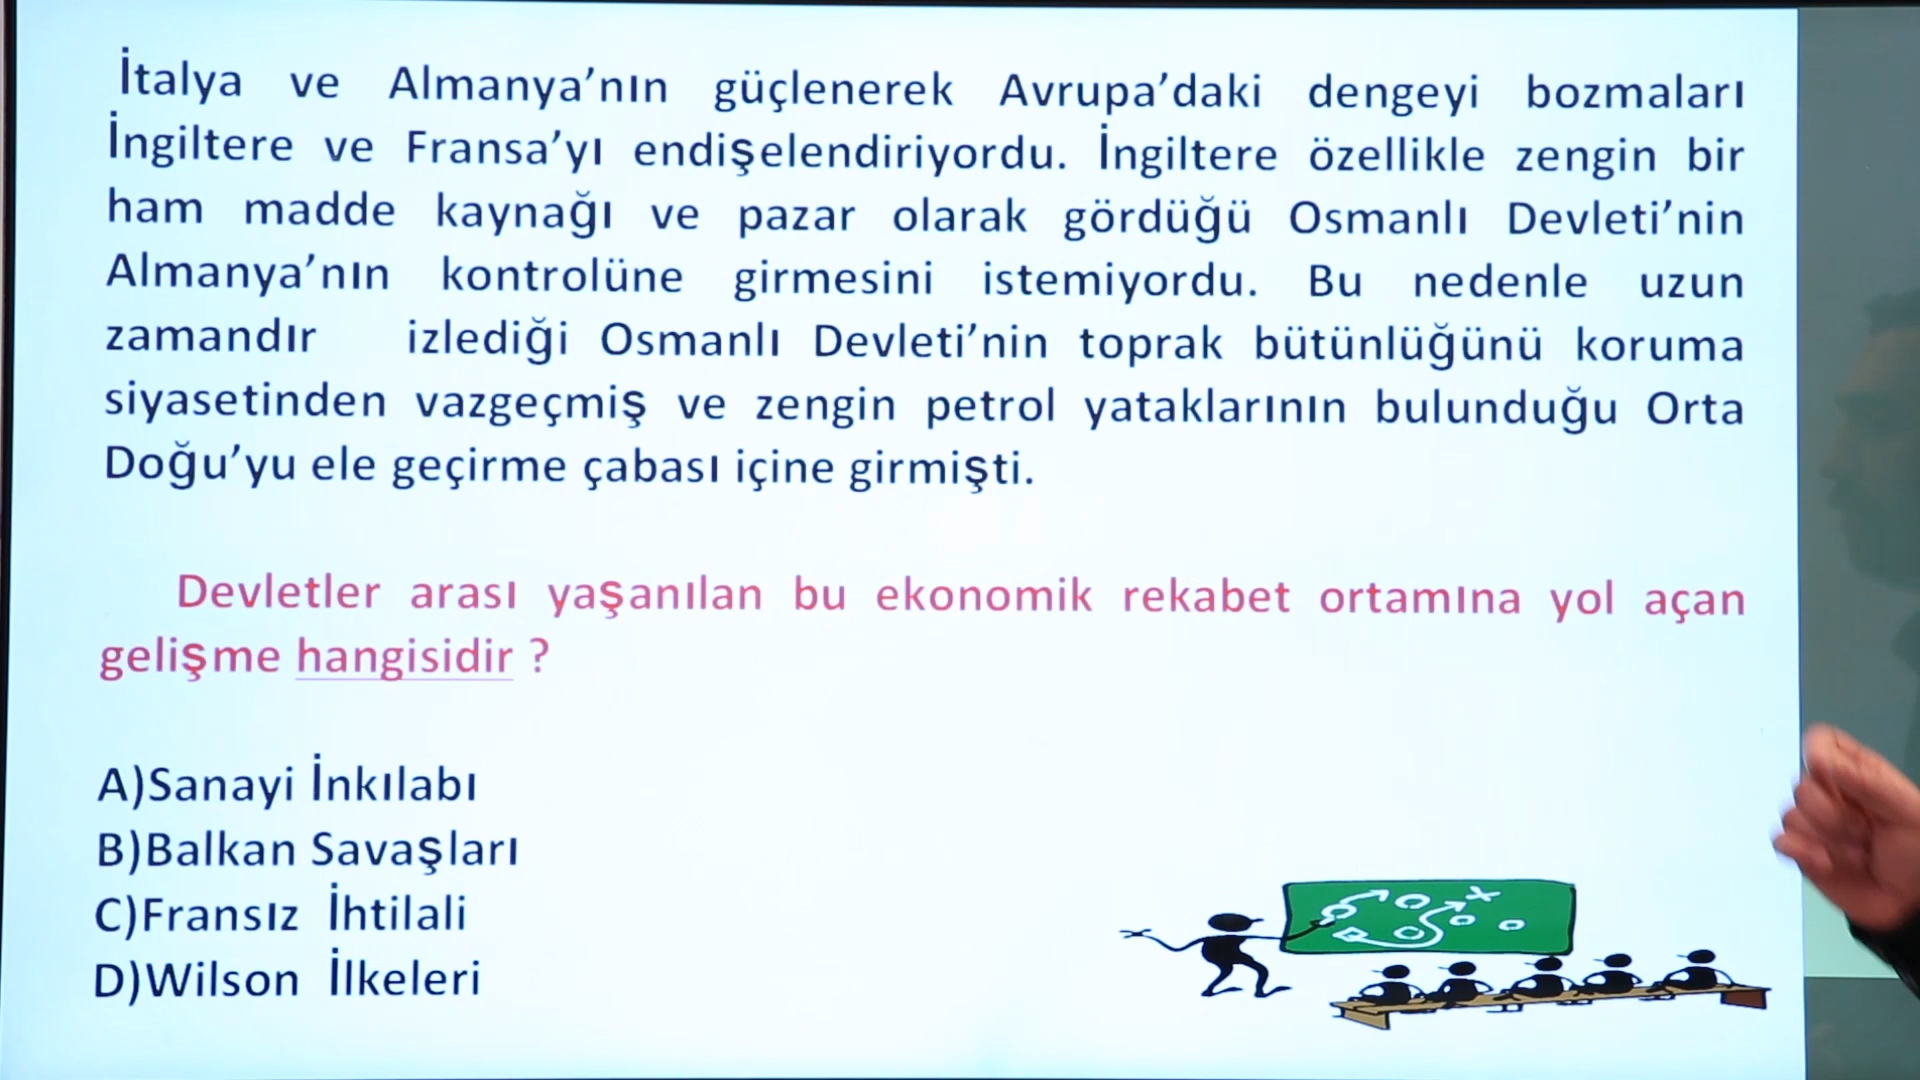 İtalya ve Almanya’nın güçlenerek Avrupa’daki dengeyi bozmaları
İngiltere ve Fransa’yı endişelendiriyordu. İngiltere özellikle zengin bir
ham madde kaynağı ve pazar olarak gördüğü Osmanlı Devleti’nin
Almanya’nın kontrolüne girmesini istemiyordu. Bu nedenle uzun
zamandır izlediği Osmanlı Devleti’nin toprak bütünlüğünü koruma
siyasetinden vazgeçmiş ve zengin petrol yataklarının bulunduğu Orta
Doğu’yu ele geçirme çabası içine girmişti.
Devletler arası yaşanılan bu ekonomik rekabet ortamına yol açan
gelişme hangisidir ?
A)Sanayi İnkılabı
B)Balkan Savaşları
C)Fransız İhtilali
D)Wilson İlkeleri